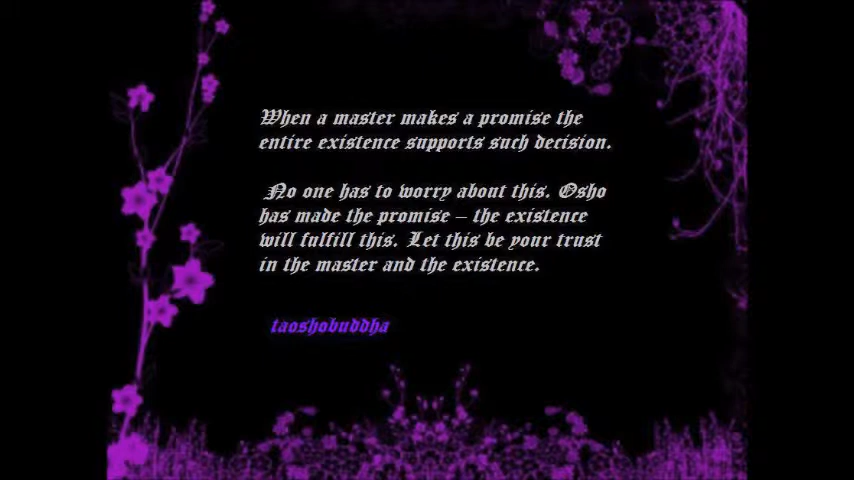 When a master makes a promise the
entire existence supports such decision.
No one has to worry about this. Osho
has made the promise – the existence
will fulfill this. Let this be your trust
in the master and the existence.
taoshobuddha